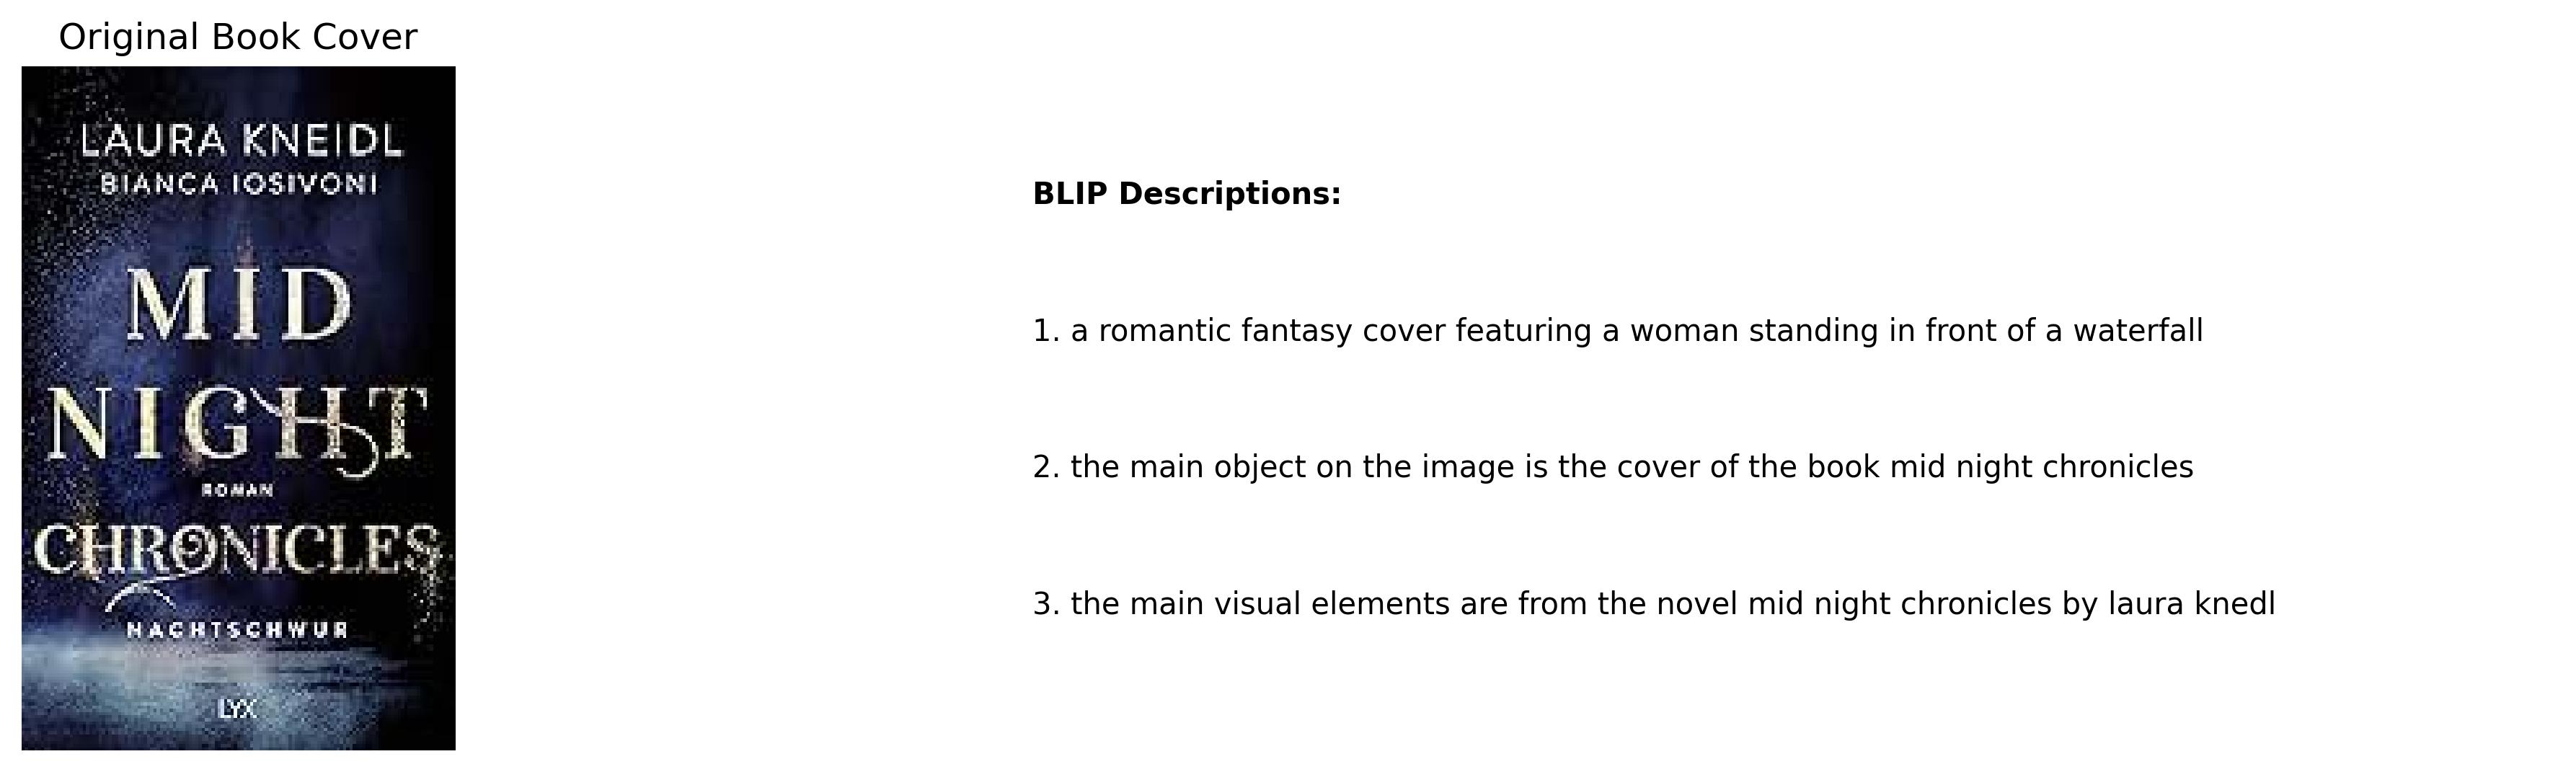 Original Book Cover
LAURA KNEIDL
BIANCA IOSIVONI
MID
NIGHT
ROMAN
CHRONICLES
NACHTSCHWUR
LYX
BLIP Descriptions:
1. a romantic fantasy cover featuring a woman standing in front of a waterfall
2. the main object on the image is the cover of the book mid night chronicles
3. the main visual elements are from the novel mid night chronicles by laura knedl